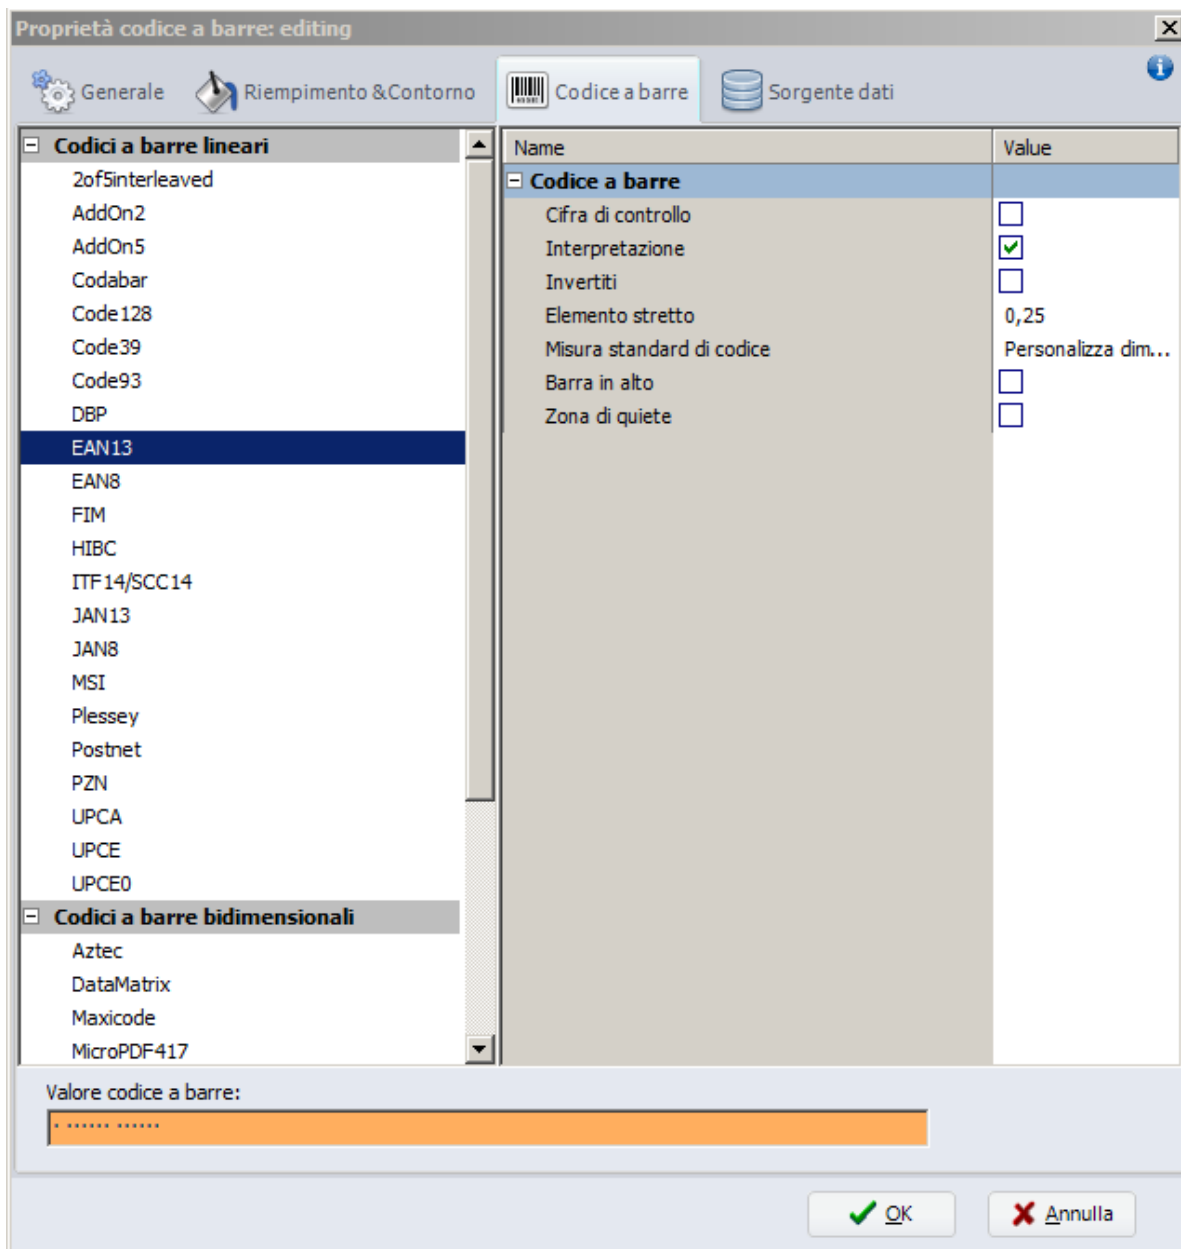 Proprietà codice a barre: editing
Generale
Riempimento &Contorno
Codice a barre
Sorgente dati
Codici a barre lineari
2of5interleaved
AddOn2
AddOn5
Codabar
Code128
Code39
Code93
DBP
EAN13
EAN8
FIM
HIBC
ITF14/SCC14
JAN13
JAN8
MSI
Plessey
Postnet
PZN
UPCA
UPCE
UPCE0
Codici a barre bidimensionali
Aztec
DataMatrix
Maxicode
MicroPDF417
Name Value
Codice a barre
Cifra di controllo
Interpretazione
Invertiti
Elemento stretto 0,25
Misura standard di codice Personalizza dim...
Barra in alto
Zona di quiete
Valore codice a barre:
OK
Annulla